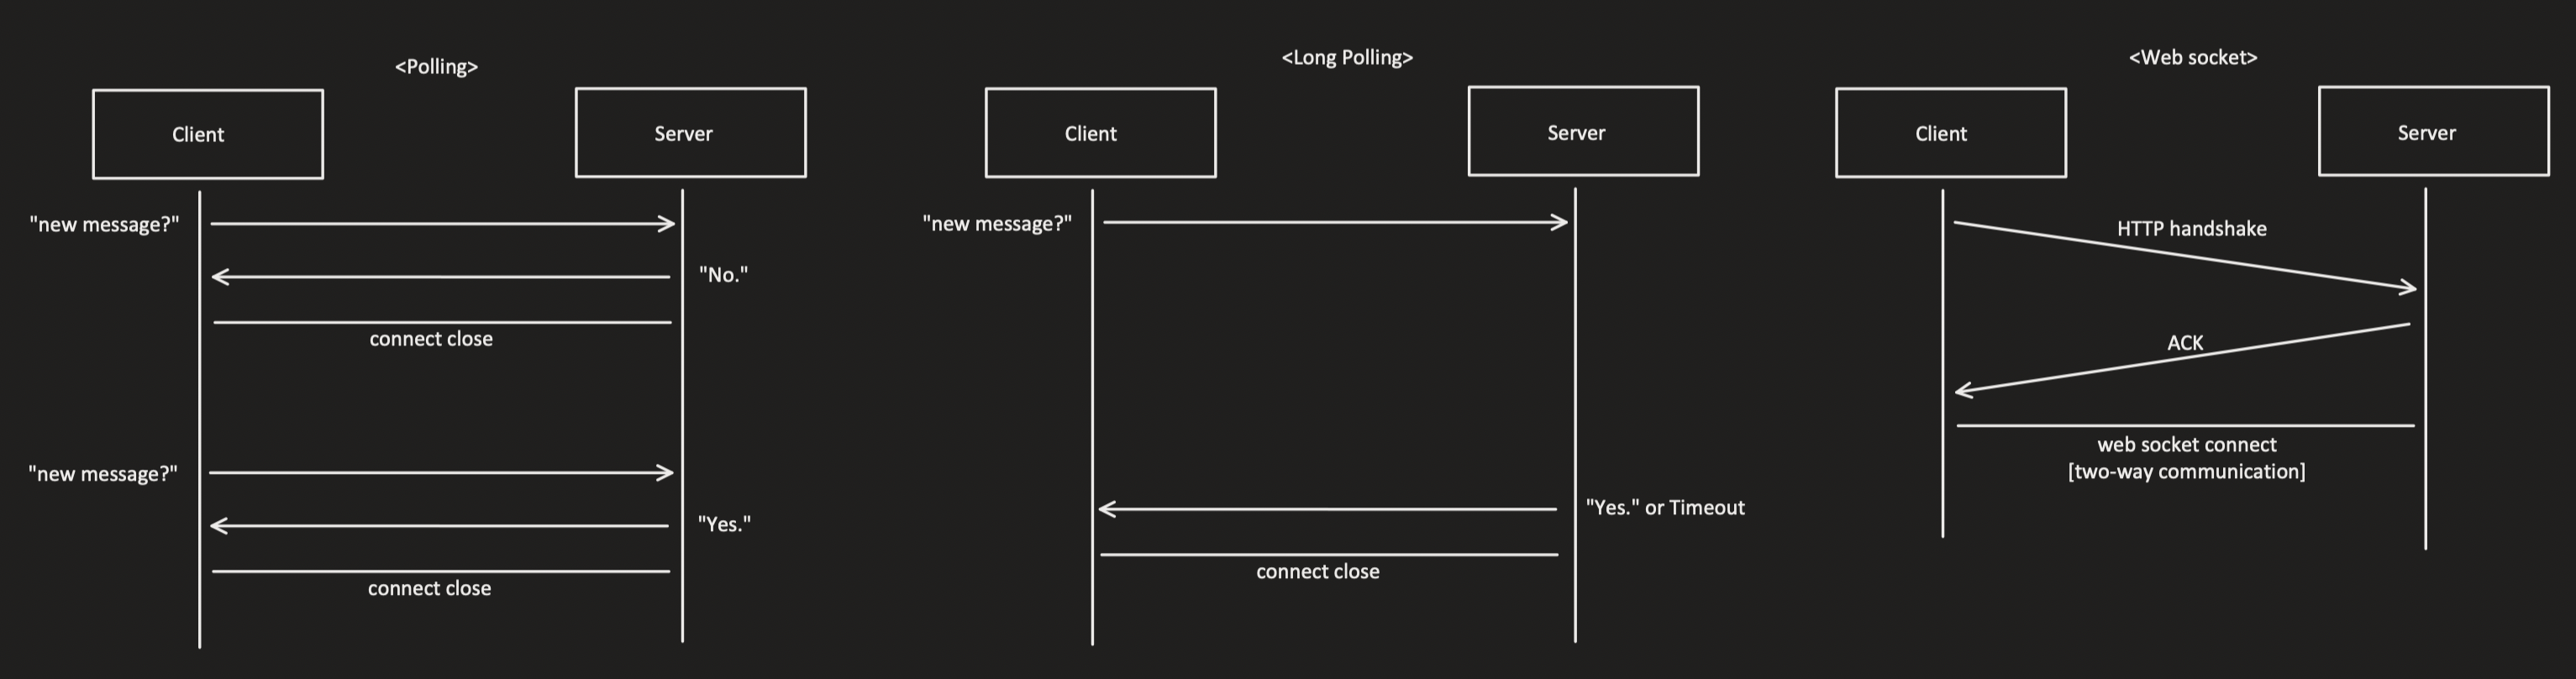 <Polling>
Client
Server
"new message?"
"No."
connect close
"new message?"
"Yes."
connect close
<Long Polling>
Client
Server
"new message?"
"Yes." or Timeout
connect close
<Web socket>
Client
Server
HTTP handshake
ACK
web socket connect
[two-way communication]